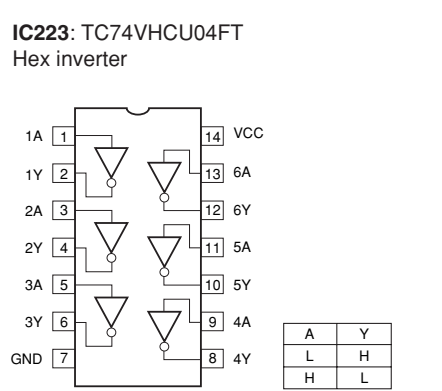 IC223: TC74VHCU04FT
Hex inverter
1A 1 14 VCC
1Y 2 13 6A
2A 3 12 6Y
2Y 4 11 5A
3A 5 10 5Y
3Y 6 9 4A
GND 7 8 4Y
A Y
L H
H L